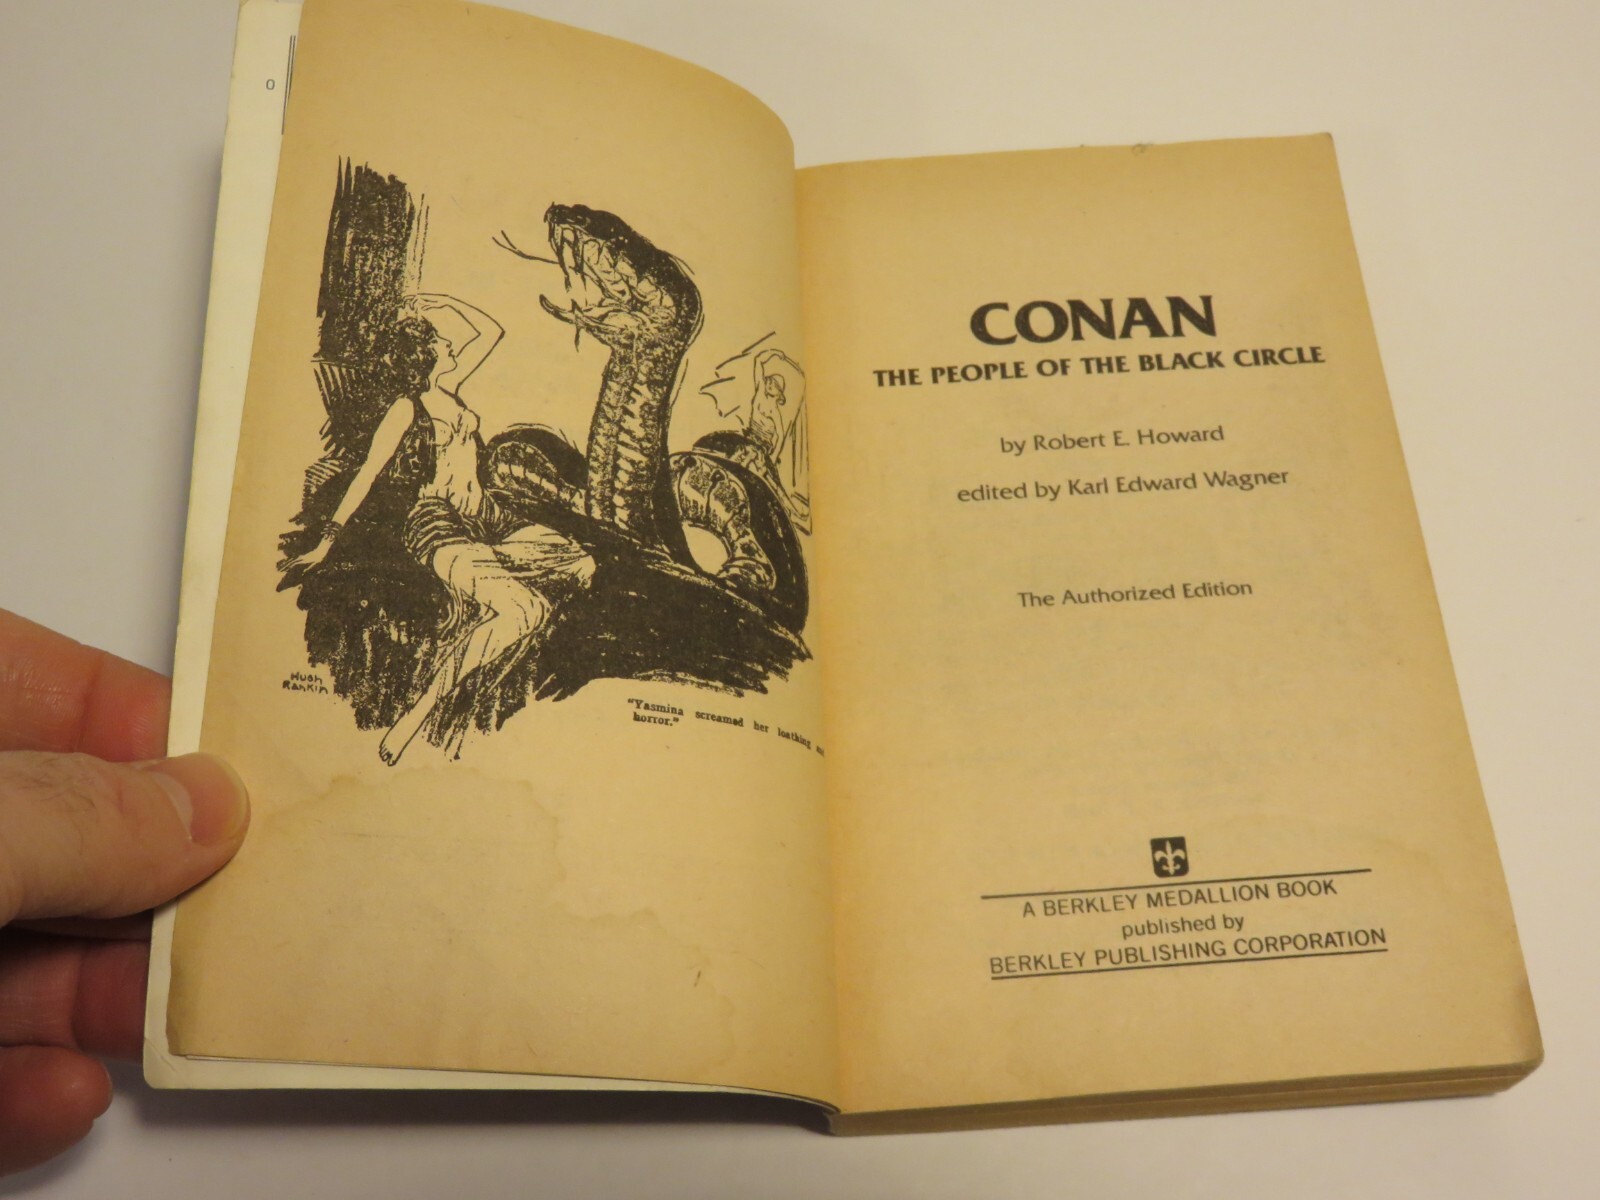 O
Hugh
Rankin
"Yasmina screamed her loathing and
horror."
CONAN
THE PEOPLE OF THE BLACK CIRCLE
by Robert E. Howard
edited by Karl Edward Wagner
The Authorized Edition
A BERKLEY MEDALLION BOOK
published by
BERKLEY PUBLISHING CORPORATION